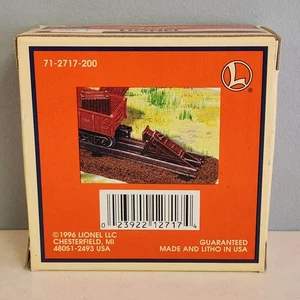 71-2717-200
L
0 23922 12717 4
©1996 LIONEL LLC
CHESTERFIELD, MI
48051-2493 USA
GUARANTEED
MADE AND LITHO IN USA